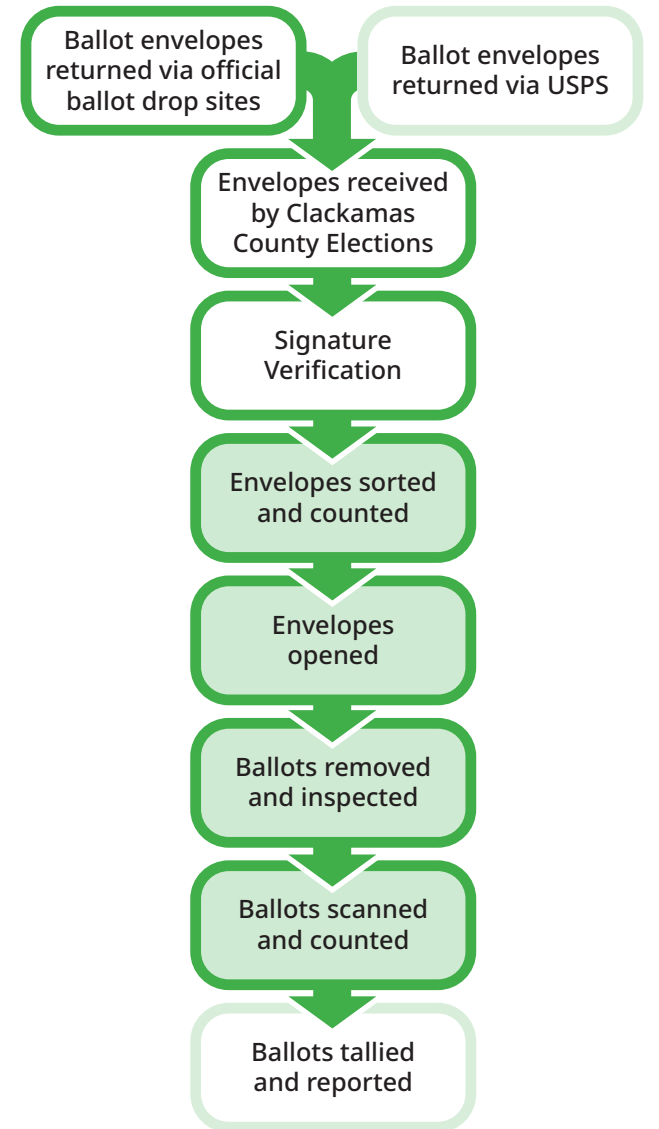 Ballot envelopes
returned via official
ballot drop sites
Ballot envelopes
returned via USPS
Envelopes received
by Clackamas
County Elections
Signature
Verification
Envelopes sorted
and counted
Envelopes
opened
Ballots removed
and inspected
Ballots scanned
and counted
Ballots tallied
and reported